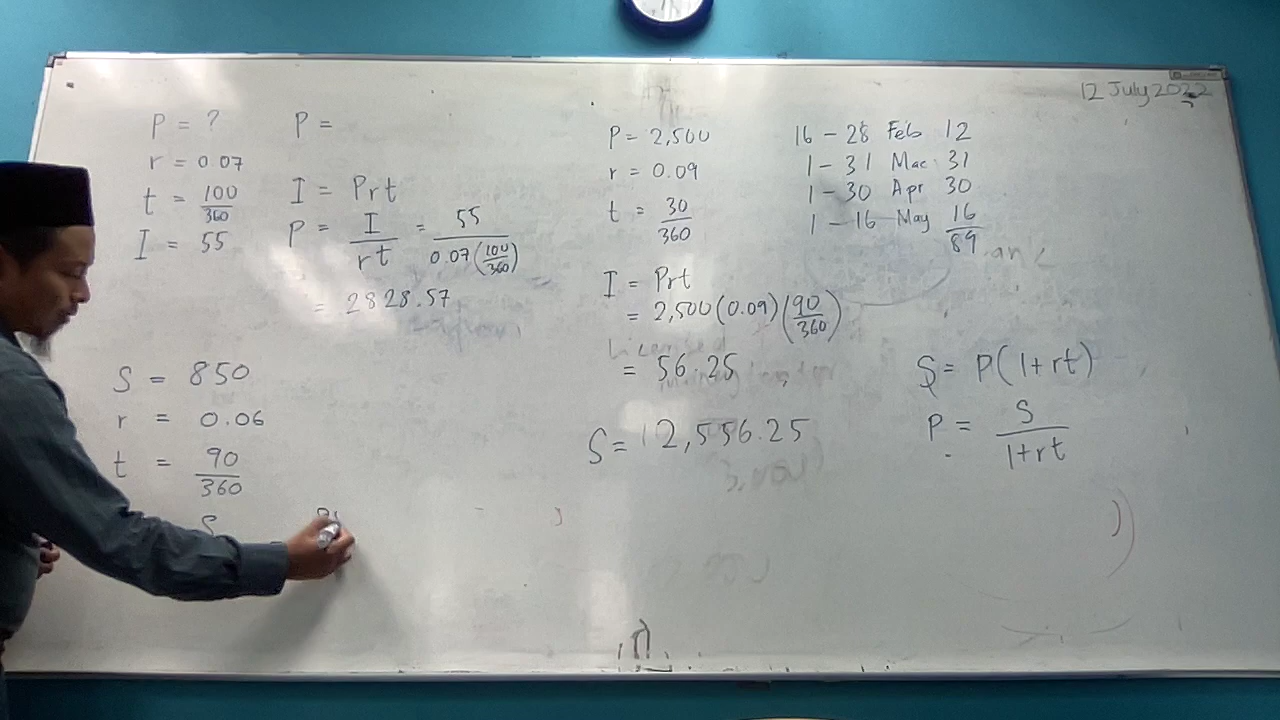 12 July 2022
P = ?
r = 0.07
t = 100/360
I = 55
P =
I = Prt
P = I/rt = 55/0.07(100/360)
= 2828.57
S = 850
r = 0.06
t = 90/360
S
P = 2,500
r = 0.09
t = 30/360
I = Prt
= 2,500(0.09)(90/360)
= 56.25
S = 2,556.25
16 - 28 Feb 12
1 - 31 Mac 31
1 - 30 Apr 30
1 - 16 May 16
89
S = P(1+rt)
P = S/1+rt